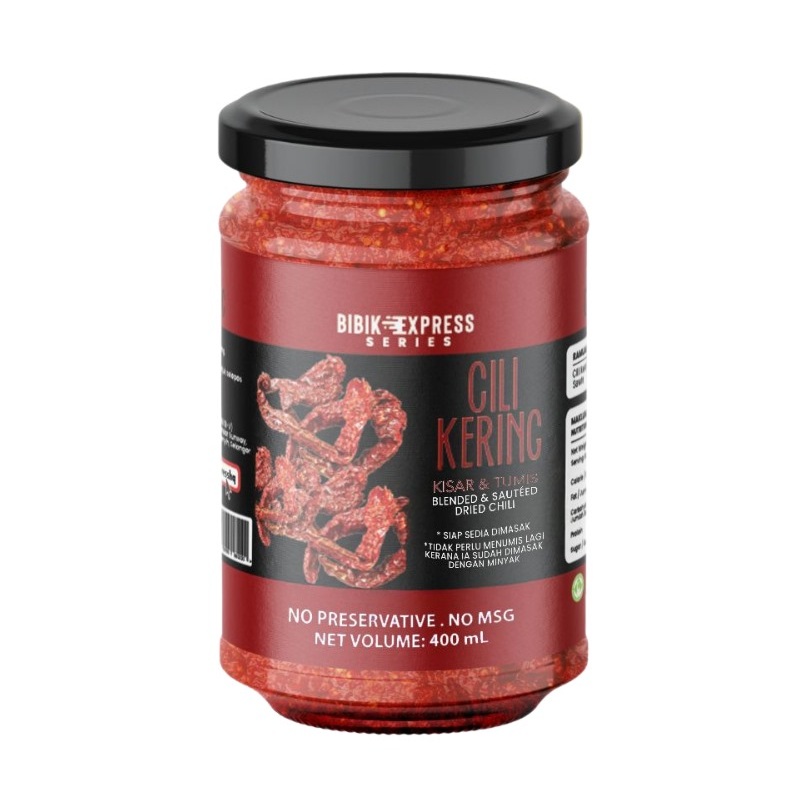 BIBIK EXPRESS
SERIES
CILI
KERING
KISAR & TUMIS
BLENDED & SAUTÉED
DRIED CHILI
* SIAP SEDIA DIMASAK
*TIDAK PERLU MENUMIS LAGI
KERANA IA SUDAH DIMASAK
DENGAN MINYAK
NO PRESERVATIVE . NO MSG
NET VOLUME: 400 mL